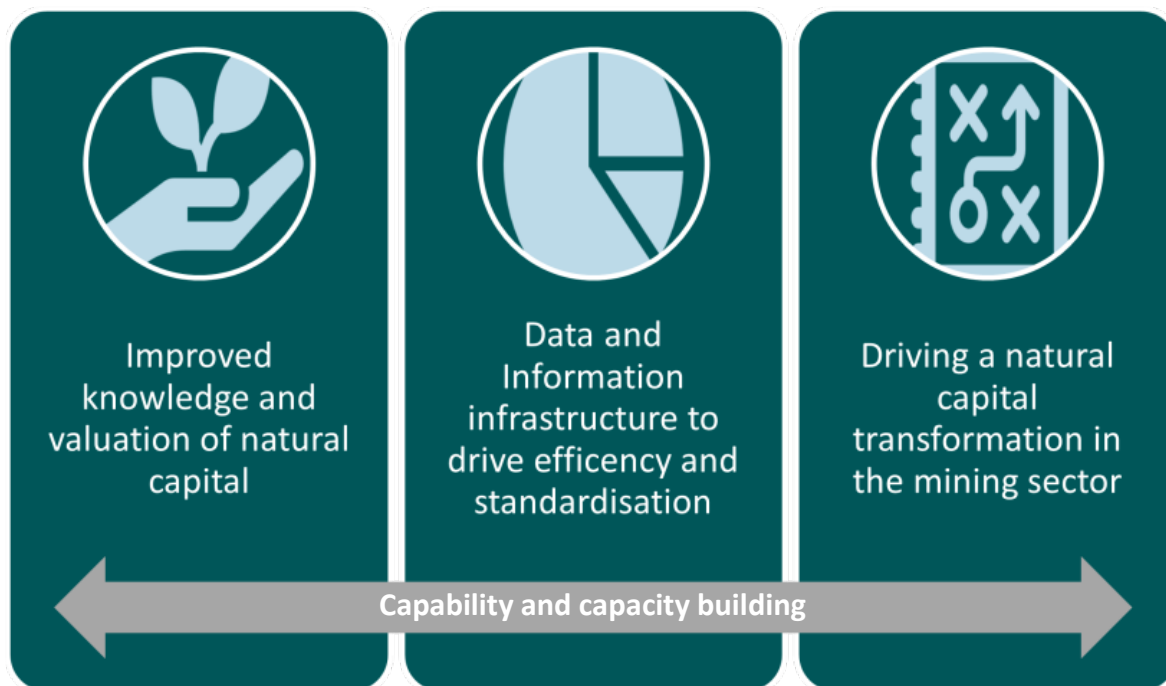 Improved
knowledge and
valuation of natural
capital
Data and
Information
infrastructure to
drive efficency and
standardisation
Driving a natural
capital
transformation in
the mining sector
Capability and capacity building